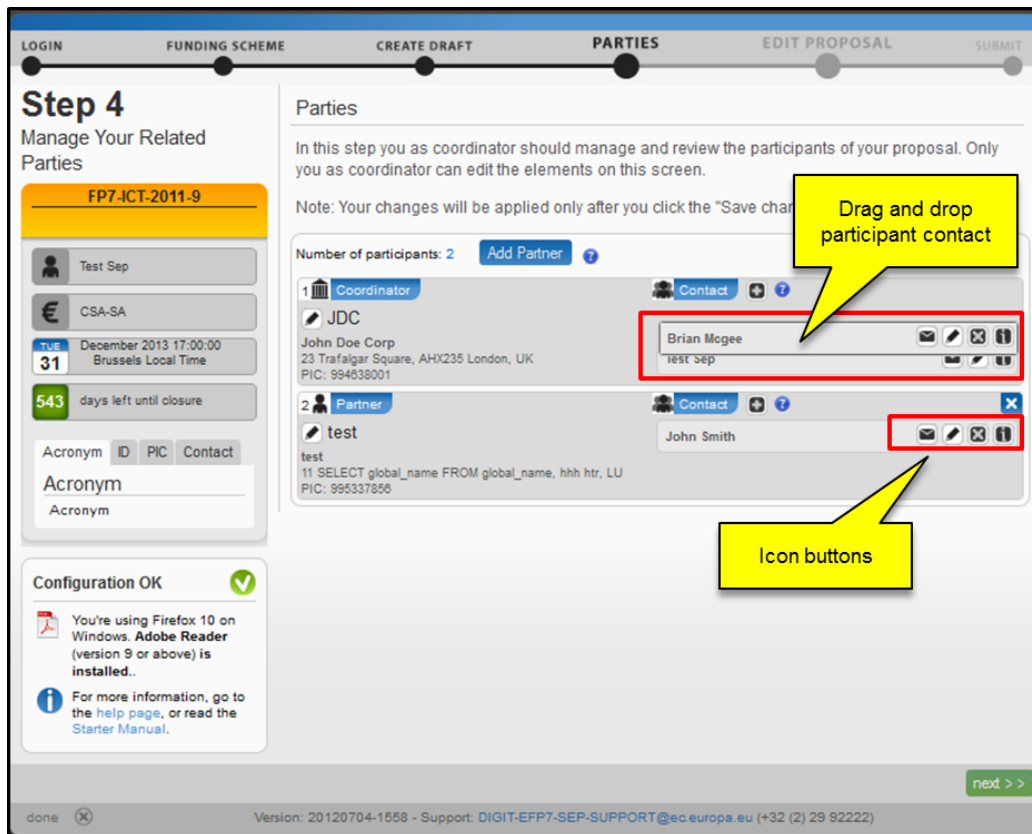 LOGIN FUNDING SCHEME CREATE DRAFT PARTIES EDIT PROPOSAL SUBMIT
Step 4
Manage Your Related
Parties
FP7-ICT-2011-9
Test Sep
€ CSA-SA
TUE
31
December 2013 17:00:00
Brussels Local Time
543 days left until closure
Acronym ID PIC Contact
Acronym
Acronym
Configuration OK
You're using Firefox 10 on
Windows. Adobe Reader
(version 9 or above) is
installed..
For more information, go to
the help page, or read the
Starter Manual.
Parties
In this step you as coordinator should manage and review the participants of your proposal. Only
you as coordinator can edit the elements on this screen.
Note: Your changes will be applied only after you click the "Save
Drag and drop
participant contact
Number of participants: 2 Add Partner ?
1 Coordinator
JDC
John Doe Corp
23 Trafalgar Square, AHX235 London, UK
PIC: 994638001
Contact ?
Brian Mcgee
Test Sep
2 Partner
test
test
11 SELECT global_name FROM global_name, hhh htr, LU
PIC: 995337856
Contact ?
John Smith
Icon buttons
next > >
done Version: 20120704-1558 - Support: DIGIT-EFP7-SEP-SUPPORT@ec.europa.eu (+32 (2) 29 92222)